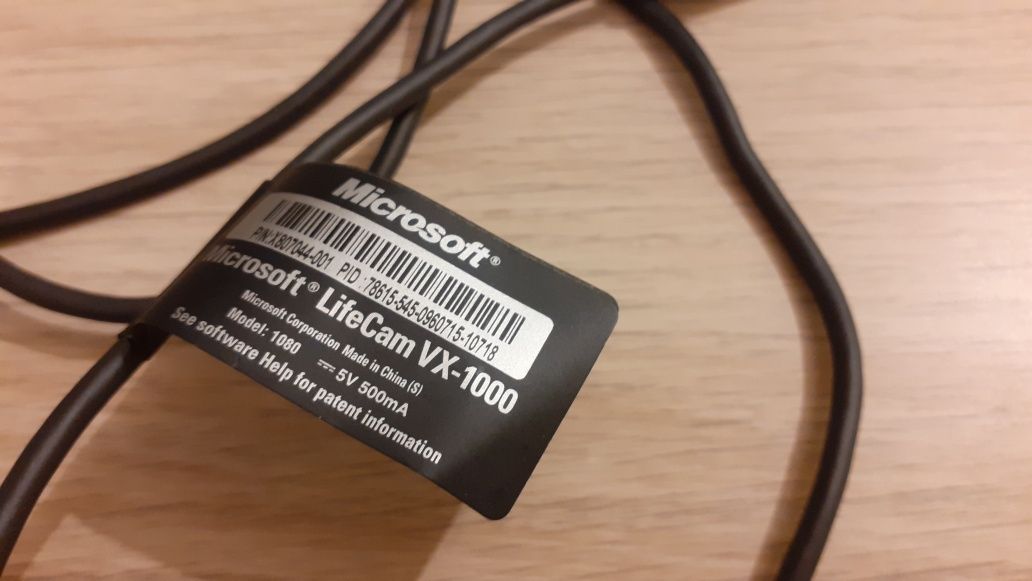 Microsoft®
P/N:X807044-001 PID :78615-545-0960715-10718
Microsoft® LifeCam VX-1000
Microsoft Corporation Made in China (S)
Model: 1080 5V 500mA
See software Help for patent information